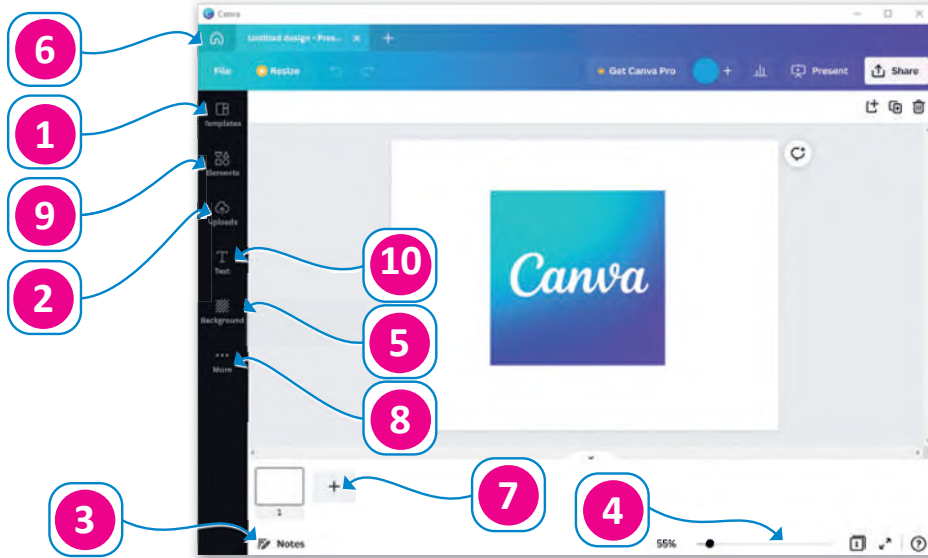 Canva
Untitled design - Pres...
File
Resize
Get Canva Pro
Present
Share
6
1
Templates
9
Elements
2
Uploads
10
Text
5
Background
8
More
Canva
7
1
3
Notes
4
55%
1
?